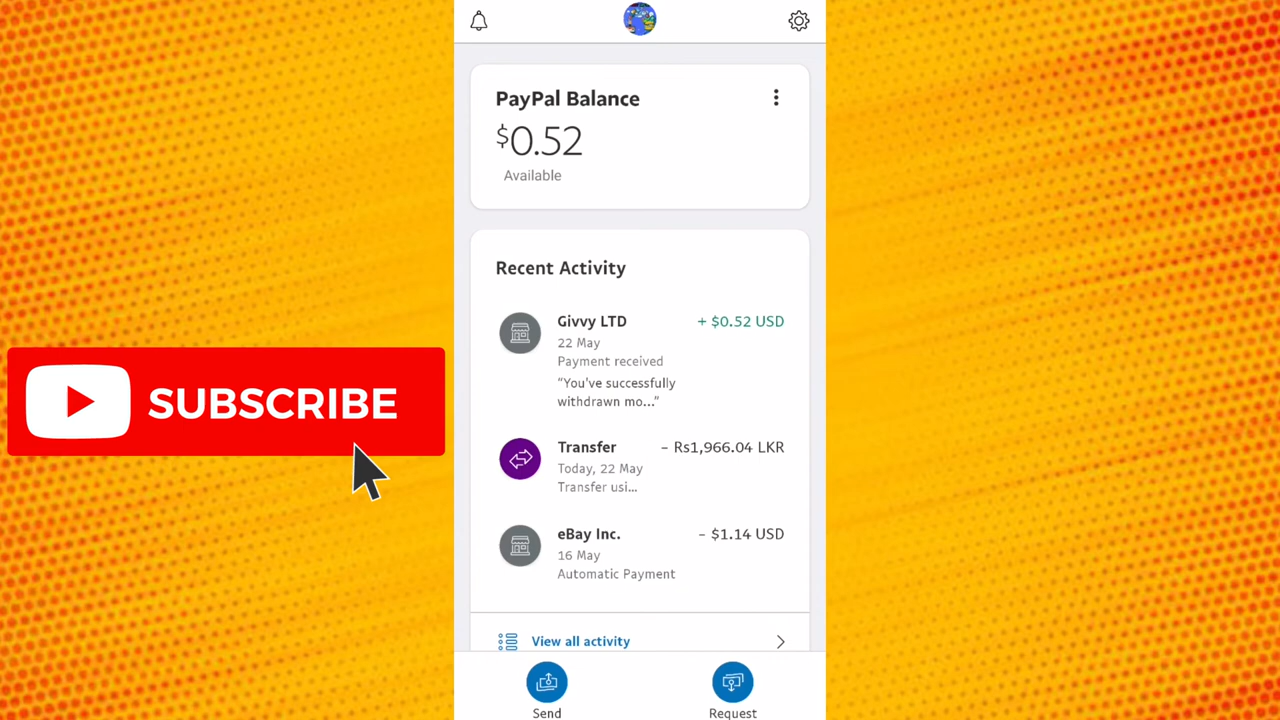 PayPal Balance
$0.52
Available
Recent Activity
Givvy LTD + $0.52 USD
22 May
Payment received
“You've successfully
withdrawn mo...”
SUBSCRIBE
Transfer – Rs1,966.04 LKR
Today, 22 May
Transfer usi...
eBay Inc. – $1.14 USD
16 May
Automatic Payment
View all activity
Send Request